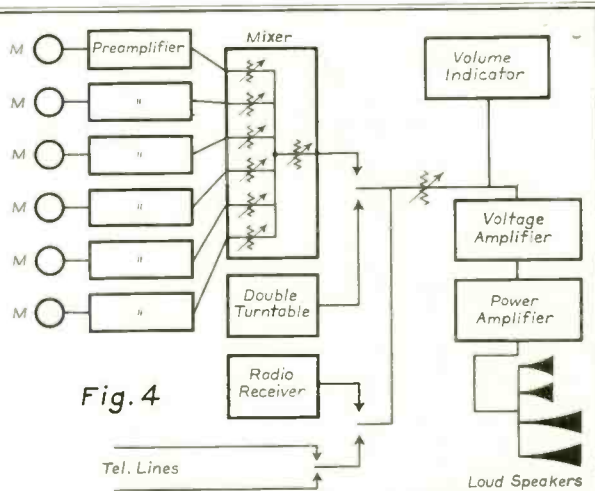 M
Preamplifier
M
"
M
"
M
"
M
"
M
"
Mixer
Volume
Indicator
Double
Turntable
Voltage
Amplifier
Power
Amplifier
Radio
Receiver
Fig. 4
Tel. Lines
Loud Speakers